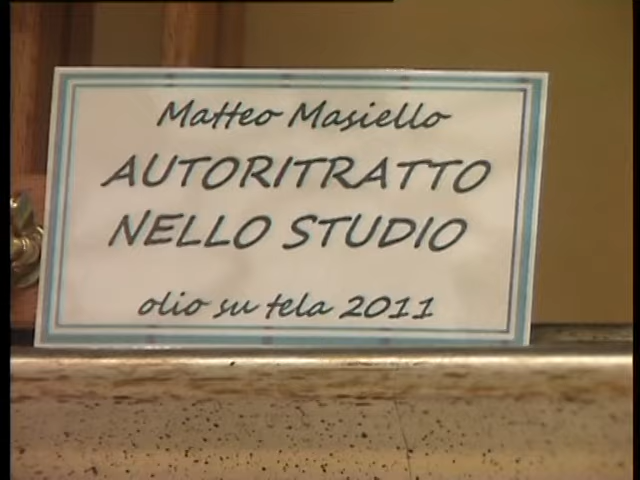 Matteo Masiello
AUTORITRATTO
NELLO STUDIO
olio su tela 2011